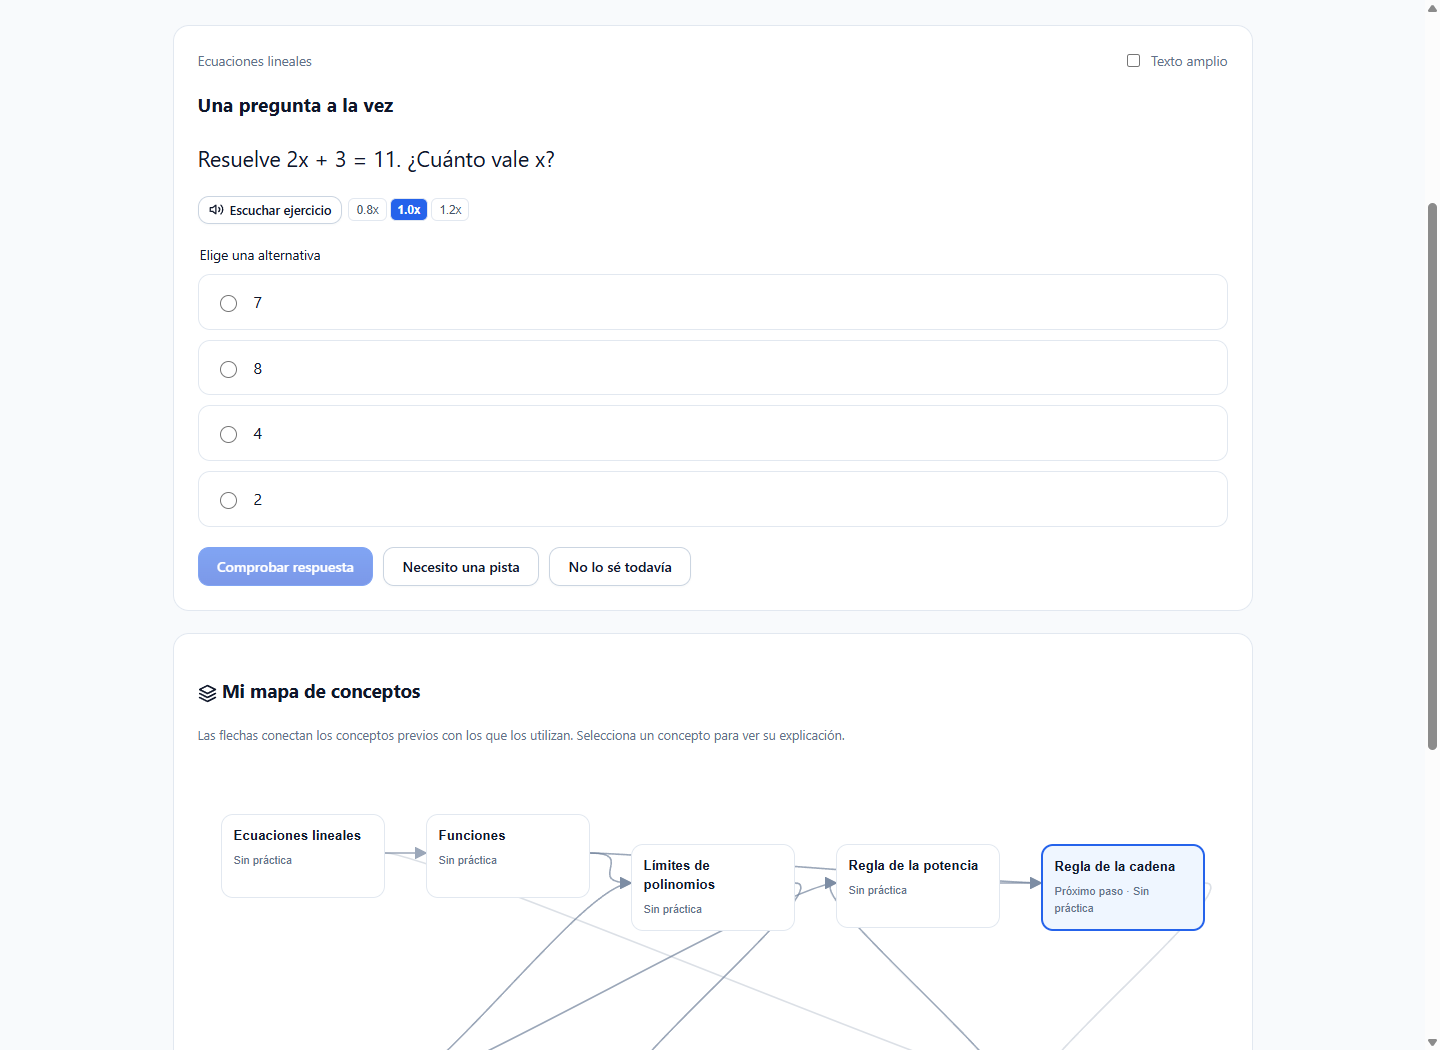 Ecuaciones lineales
Texto amplio
Una pregunta a la vez
Resuelve 2x + 3 = 11. ¿Cuánto vale x?
Escuchar ejercicio
0.8x
1.0x
1.2x
Elige una alternativa
7
8
4
2
Comprobar respuesta
Necesito una pista
No lo sé todavía
Mi mapa de conceptos
Las flechas conectan los conceptos previos con los que los utilizan. Selecciona un concepto para ver su explicación.
Ecuaciones lineales
Sin práctica
Funciones
Sin práctica
Límites de
polinomios
Sin práctica
Regla de la potencia
Sin práctica
Regla de la cadena
Próximo paso · Sin
práctica